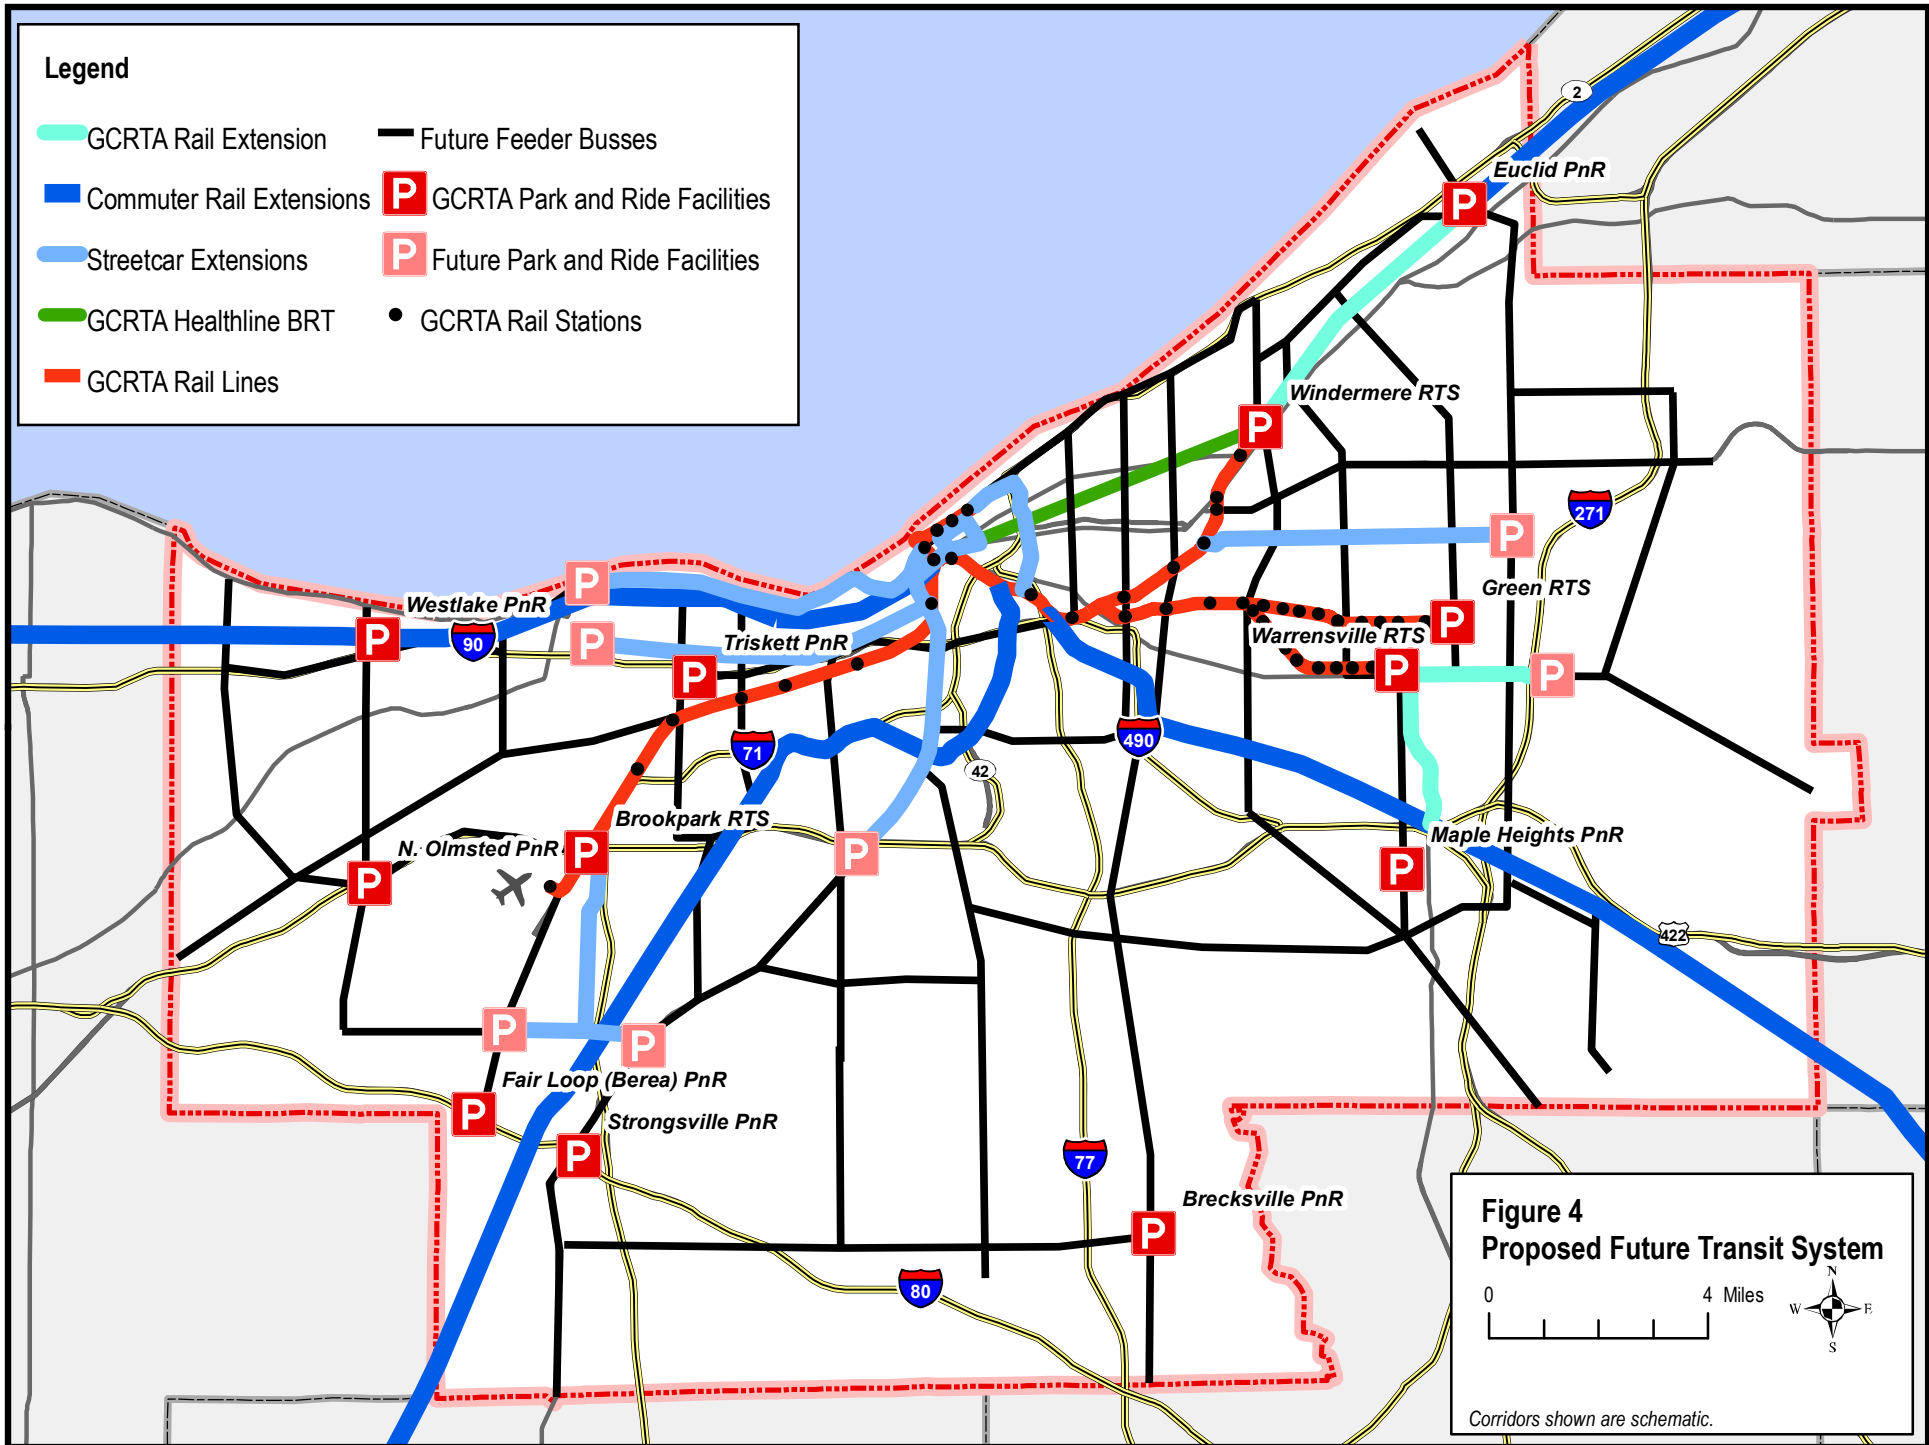 Legend
GCRTA Rail Extension
Future Feeder Busses
Commuter Rail Extensions
P GCRTA Park and Ride Facilities
Streetcar Extensions
P Future Park and Ride Facilities
GCRTA Healthline BRT
GCRTA Rail Stations
GCRTA Rail Lines
2
Euclid PnR
P
Windermere RTS
P
271
P
P
Green RTS
Westlake PnR
P
90
P
Triskett PnR
P
Warrensville RTS
P
P
P
71
490
42
Brookpark RTS
N. Olmsted PnR
P
P
P
Maple Heights PnR
P
422
P
P
Fair Loop (Berea) PnR
P
Strongsville PnR
P
77
Brecksville PnR
P
80
Figure 4
Proposed Future Transit System
0 4 Miles
N
W E
S
Corridors shown are schematic.